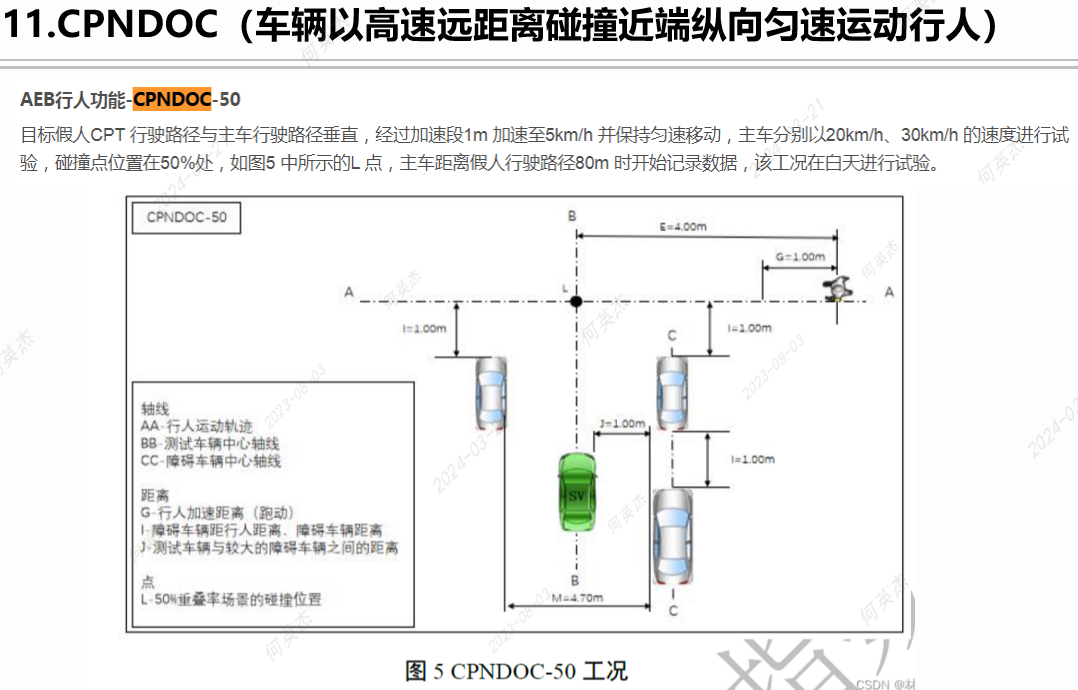 11.CPNDOC（车辆以高速远距离碰撞近端纵向匀速运动行人）
AEB行人功能-CPNDOC-50
目标假人CPT 行驶路径与主车行驶路径垂直，经过加速段1m 加速至5km/h 并保持匀速移动，主车分别以20km/h、30km/h 的速度进行试
验，碰撞点位置在50%处，如图5 中所示的L 点，主车距离假人行驶路径80m 时开始记录数据，该工况在白天进行试验。
CPNDOC-50
B
E=4.00m
G=1.00m
A
L
A
I=1.00m
I=1.00m
C
J=1.00m
I=1.00m
SV
轴线
AA-行人运动轨迹
BB-测试车辆中心轴线
CC-障碍车辆中心轴线
距离
G-行人加速距离（跑动）
I-障碍车辆距行人距离、障碍车辆距离
J-测试车辆与较大的障碍车辆之间的距离
点
L-50%重叠率场景的碰撞位置
B
M=4.70m
C
图 5 CPNDOC-50 工况
何英杰
2023-08-03
CSDN @材